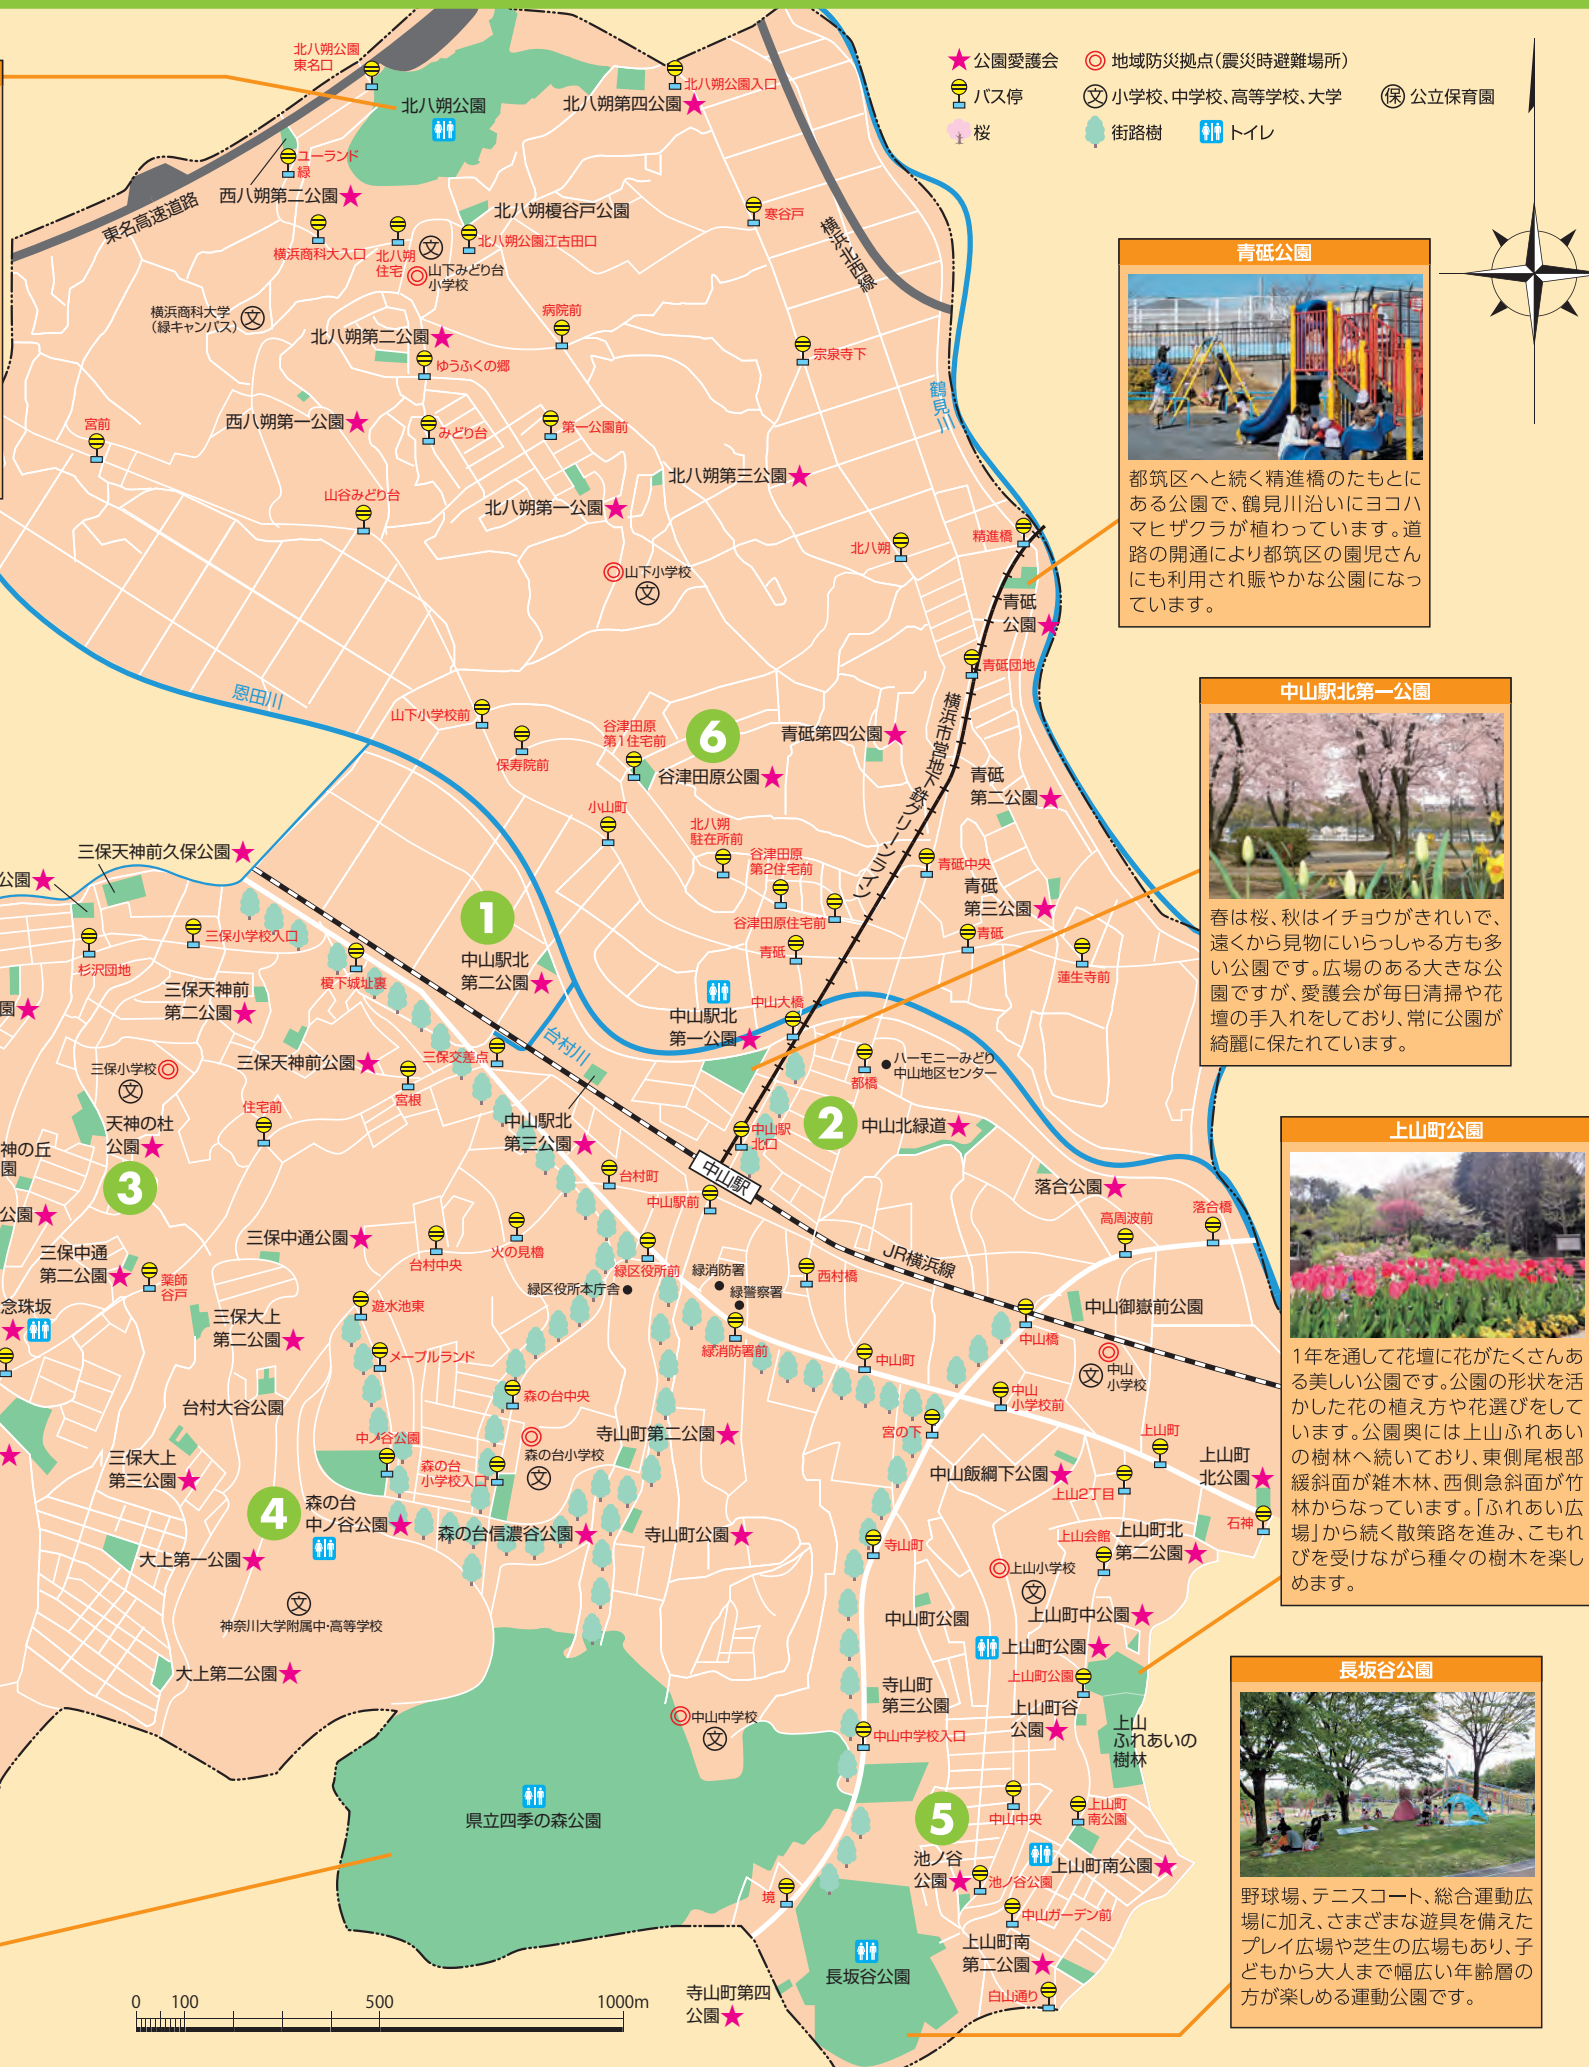 公園愛護会
地域防災拠点(震災時避難場所)
バス停
小学校、中学校、高等学校、大学
公立保育園
桜
街路樹
トイレ
北八朔公園
東名口
北八朔公園
北八朔第四公園
北八朔公園入口
ユーランド
緑
西八朔第二公園
東名高速道路
横浜商科大入口
北八朔
住宅
北八朔榎谷戸公園
北八朔公園江古田口
山下みどり台
小学校
寒谷戸
横浜北西線
横浜商科大学
(緑キャンパス)
北八朔第二公園
病院前
ゆうふくの郷
宗泉寺下
鶴見川
西八朔第一公園
宮前
みどり台
第一公園前
北八朔第三公園
山谷みどり台
北八朔第一公園
北八朔
精進橋
山下小学校
青砥
公園
青砥団地
恩田川
山下小学校前
保寿院前
谷津田原
第1住宅前
6
谷津田原公園
青砥第四公園
横浜市営地下鉄グリーンライン
青砥
第二公園
小山町
北八朔
駐在所前
谷津田原
第2住宅前
谷津田原住宅前
青砥中央
青砥
第三公園
青砥
青砥
蓮生寺前
三保天神前久保公園
公園
三保小学校入口
杉沢団地
園
榎下城址裏
三保天神前
第二公園
1
中山駅北
第二公園
中山駅北
第一公園
中山大橋
台村川
三保交差点
三保天神前公園
宮根
三保小学校
住宅前
天神の杜
公園
3
神の丘
園
公園
中山駅北
第三公園
都橋
ハーモニーみどり
中山地区センター
2
中山北緑道
中山駅
北口
中山駅
台村町
中山駅前
落合公園
高周波前
落合橋
三保中通公園
三保中通
第二公園
薬師
谷戸
台村中央
火の見櫓
緑区役所前
緑区役所本庁舎
緑消防署
緑警察署
西村橋
JR横浜線
念珠坂
三保大上
第二公園
遊水池東
メープルランド
緑消防署前
中山町
中山橋
中山御嶽前公園
中山
小学校
中山
小学校前
台村大谷公園
森の台中央
三保大上
第三公園
中ノ谷公園
森の台
小学校入口
森の台小学校
寺山町第二公園
宮の下
中山飯綱下公園
上山町
上山2丁目
上山町
北公園
石神
4
森の台
中ノ谷公園
森の台信濃谷公園
寺山町公園
寺山町
上山会館
上山町北
第二公園
上山小学校
大上第一公園
神奈川大学附属中・高等学校
大上第二公園
中山町公園
上山町中公園
上山町公園
上山町公園
寺山町
第三公園
上山町谷
公園
上山
ふれあいの
樹林
中山中学校
中山中学校入口
県立四季の森公園
5
中山中央
上山町
南公園
池ノ谷
公園
池ノ谷公園
上山町南公園
中山ガーデン前
境
上山町南
第二公園
白山通り
長坂谷公園
寺山町第四
公園
0 100 500 1000m
青砥公園
都筑区へと続く精進橋のたもとに
ある公園で、鶴見川沿いにヨコハ
マヒザクラが植わっています。道
路の開通により都筑区の園児さん
にも利用され賑やかな公園になっ
ています。
中山駅北第一公園
春は桜、秋はイチョウがきれいで、
遠くから見物にいらっしゃる方も多
い公園です。広場のある大きな公
園ですが、愛護会が毎日清掃や花
壇の手入れをしており、常に公園が
綺麗に保たれています。
上山町公園
1年を通して花壇に花がたくさんあ
る美しい公園です。公園の形状を活
かした花の植え方や花選びをして
います。公園奥には上山ふれあい
の樹林へ続いており、東側尾根部
緩斜面が雑木林、西側急斜面が竹
林からなっています。「ふれあい広
場」から続く散策路を進み、こもれ
びを受けながら種々の樹木を楽し
めます。
長坂谷公園
野球場、テニスコート、総合運動広
場に加え、さまざまな遊具を備えた
プレイ広場や芝生の広場もあり、子
どもから大人まで幅広い年齢層の
方が楽しめる運動公園です。